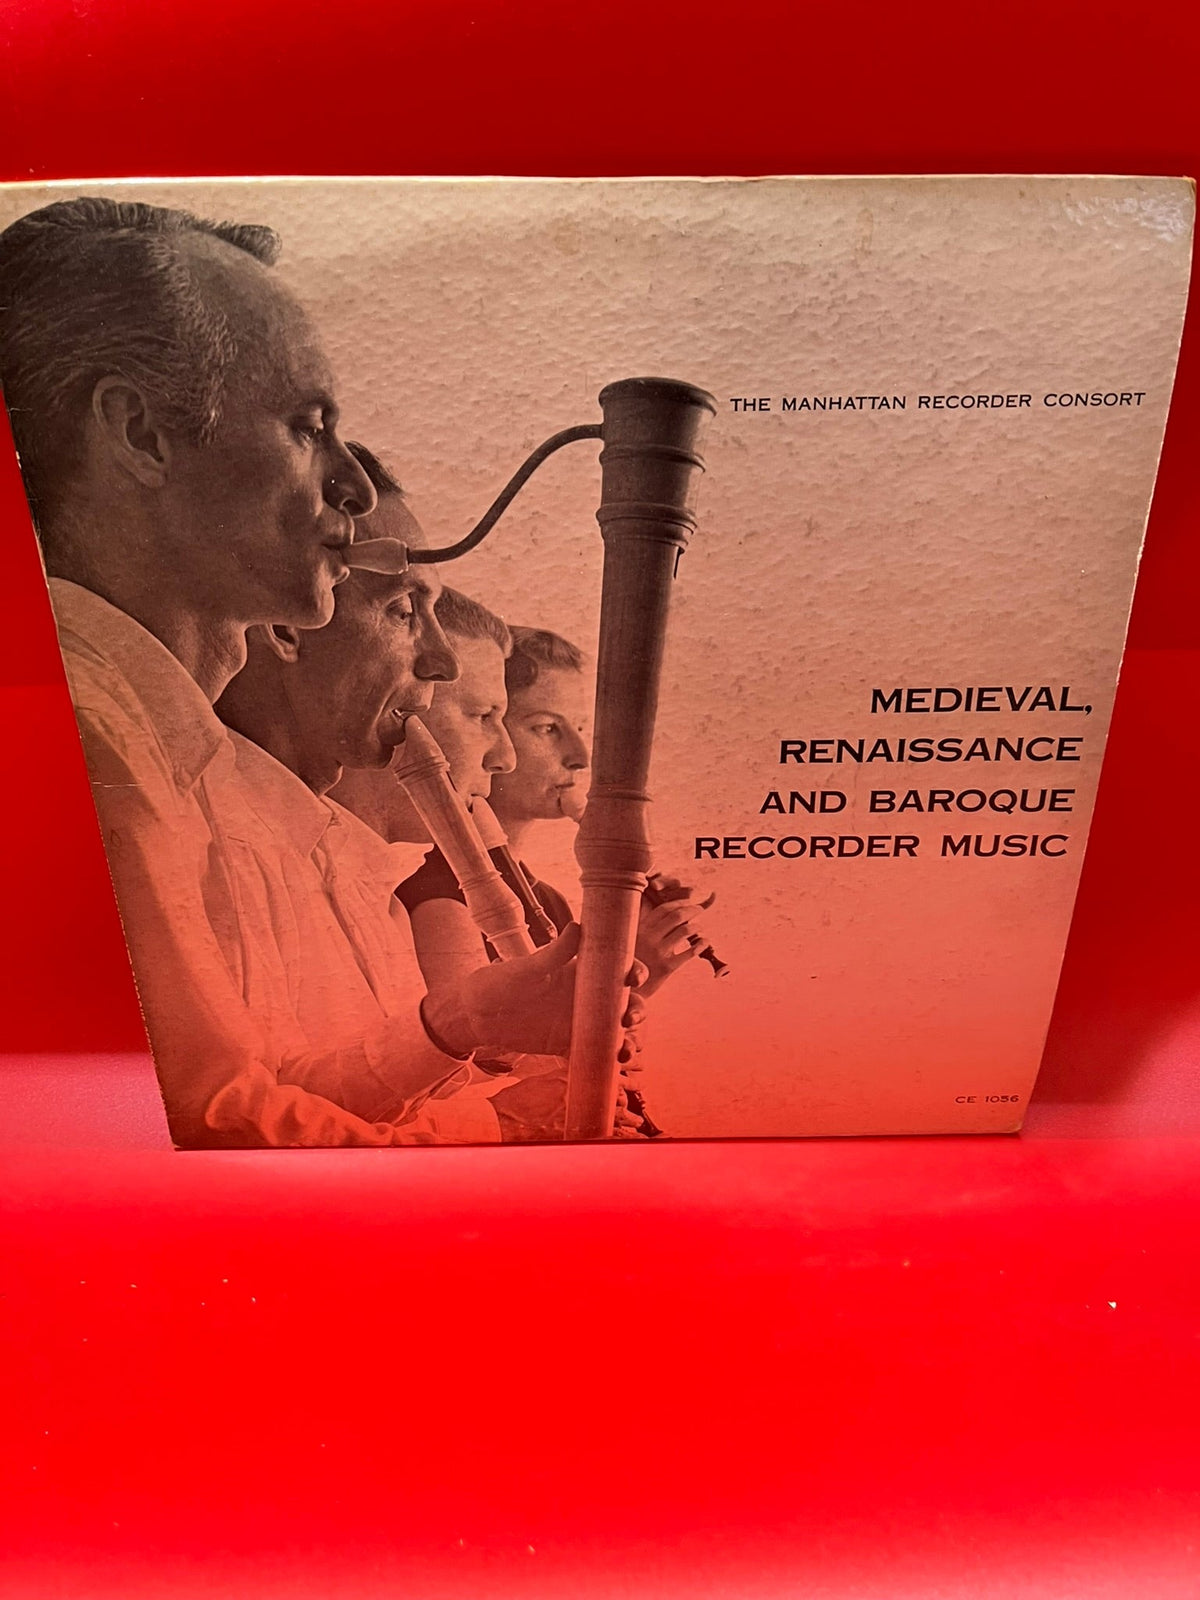 THE MANHATTAN RECORDER CONSORT
MEDIEVAL,
RENAISSANCE
AND BAROQUE
RECORDER MUSIC
CE 1056